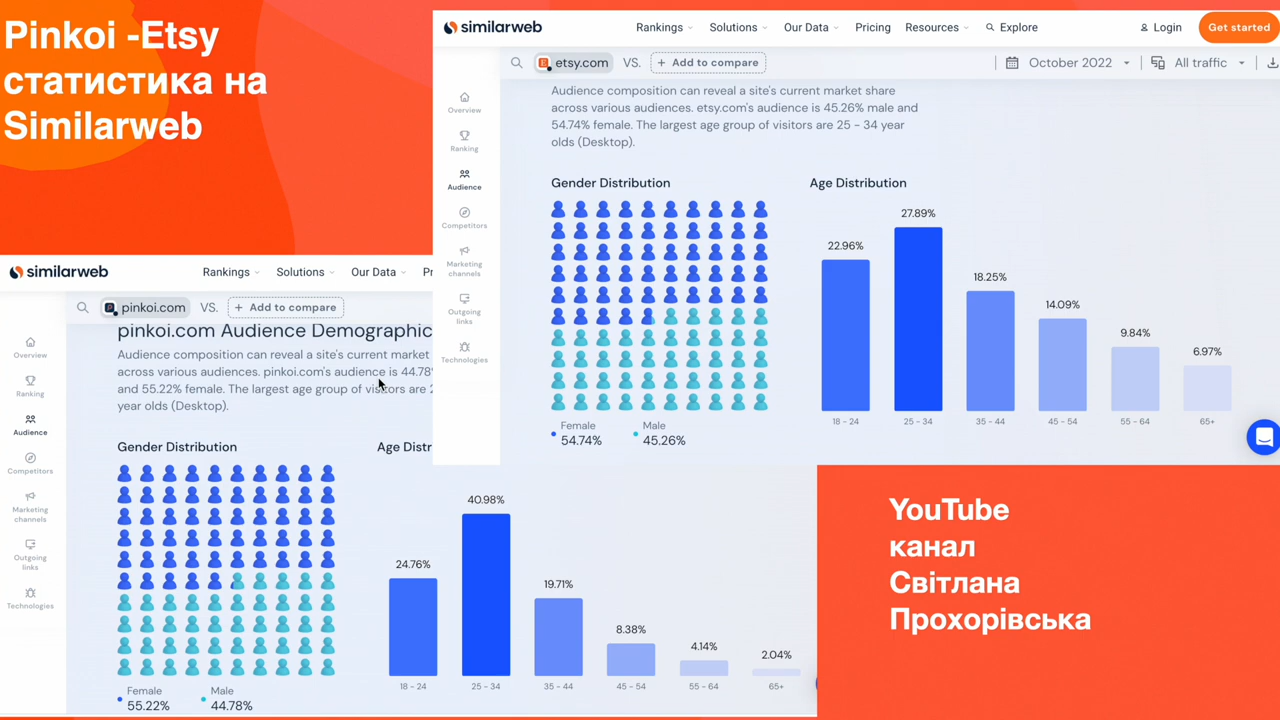 Pinkoi -Etsy
статистика на
Similarweb
similarweb
Rankings
Solutions
Our Data
Pricing
Resources
Explore
Login
Get started
etsy.com
VS.
+ Add to compare
October 2022
All traffic
Overview
Ranking
Audience
Competitors
Marketing
channels
Outgoing
links
Technologies
Audience composition can reveal a site's current market share
across various audiences. etsy.com's audience is 45.26% male and
54.74% female. The largest age group of visitors are 25 - 34 year
olds (Desktop).
Gender Distribution
Female
54.74%
Male
45.26%
Age Distribution
22.96%
27.89%
18.25%
14.09%
9.84%
6.97%
18 - 24
25 - 34
35 - 44
45 - 54
55 - 64
65+
similarweb
Rankings
Solutions
Our Data
pinkoi.com
VS.
+ Add to compare
Overview
Ranking
Audience
Competitors
Marketing
channels
Outgoing
links
Technologies
pinkoi.com Audience Demographic
Audience composition can reveal a site's current market
across various audiences. pinkoi.com's audience is 44.78
and 55.22% female. The largest age group of visitors are 2
year olds (Desktop).
Gender Distribution
Female
55.22%
Male
44.78%
Age Distr
24.76%
40.98%
19.71%
8.38%
4.14%
2.04%
18 - 24
25 - 34
35 - 44
45 - 54
55 - 64
65+
YouTube
канал
Світлана
Прохорівська